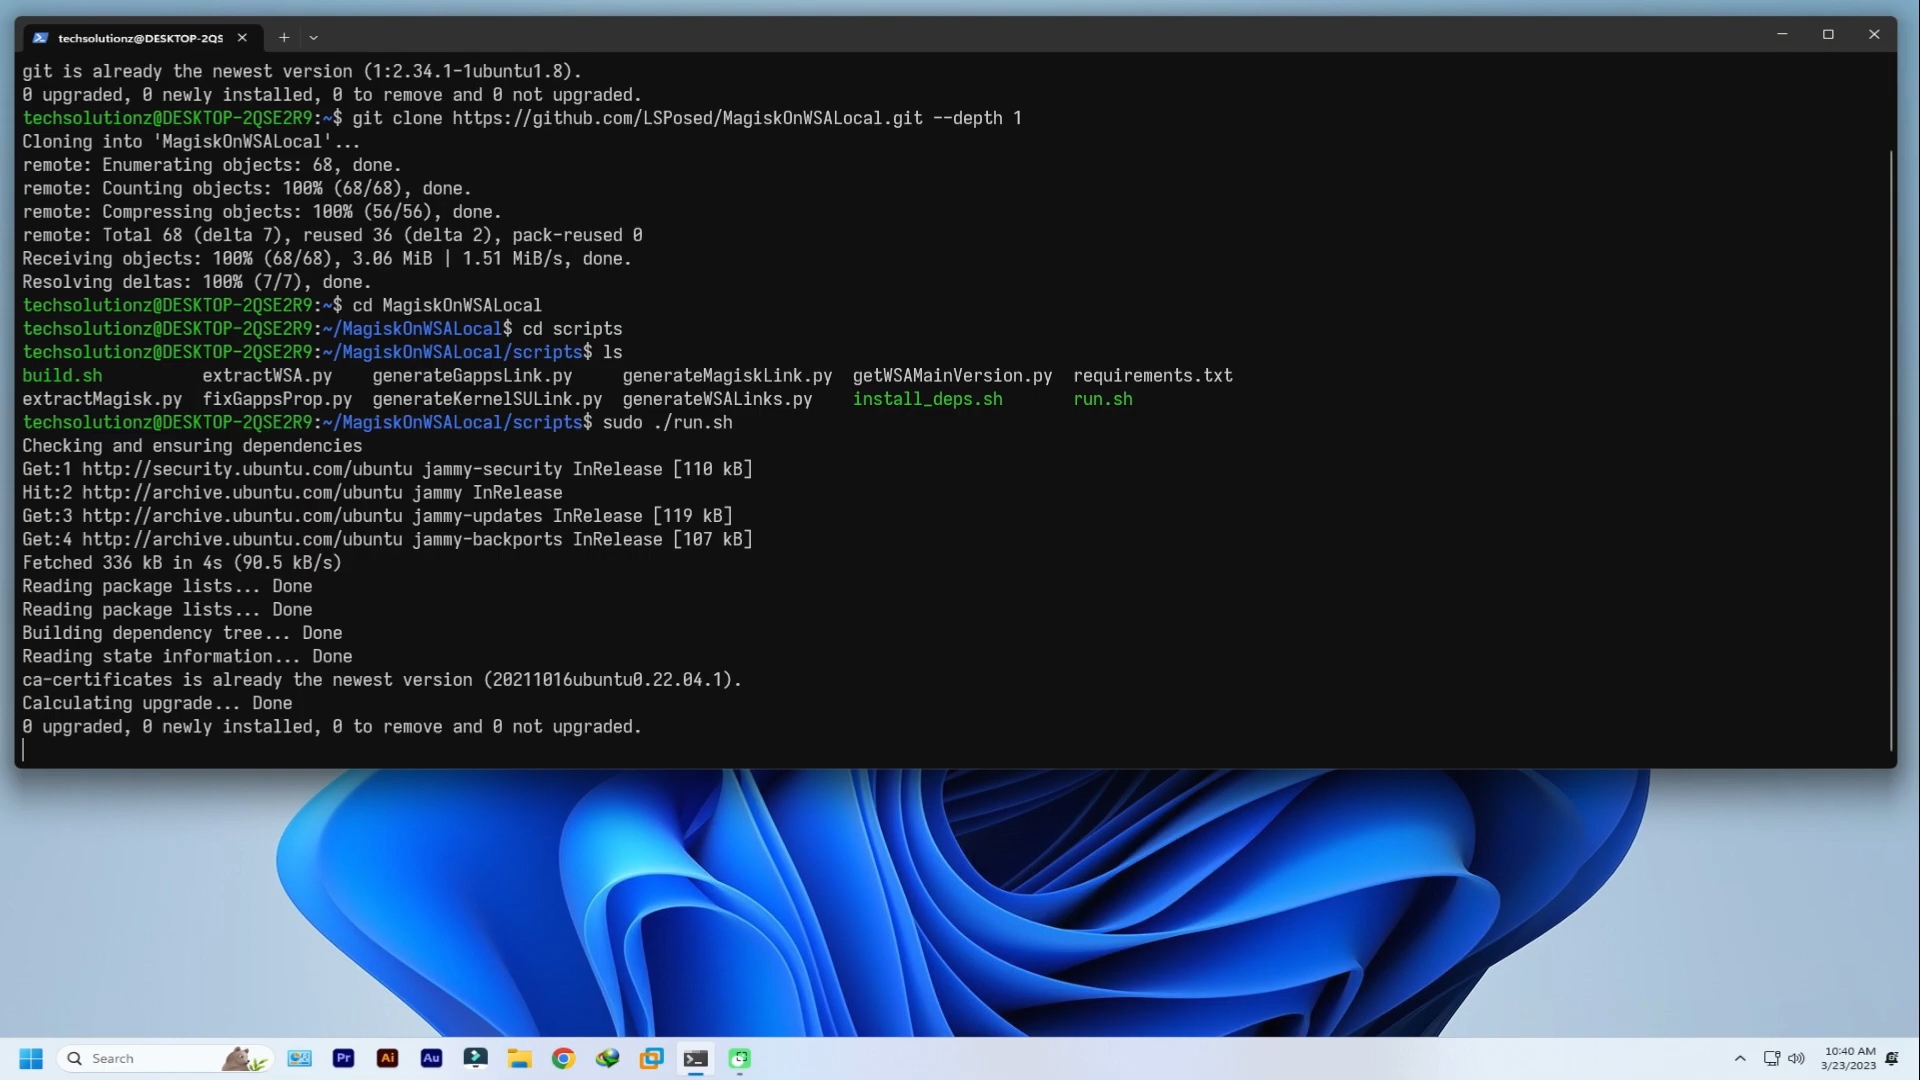 techsolutionz@DESKTOP-2QS
git is already the newest version (1:2.34.1-1ubuntu1.8).
0 upgraded, 0 newly installed, 0 to remove and 0 not upgraded.
techsolutionz@DESKTOP-2QSE2R9:~$ git clone https://github.com/LSPosed/MagiskOnWSALocal.git --depth 1
Cloning into 'MagiskOnWSALocal'...
remote: Enumerating objects: 68, done.
remote: Counting objects: 100% (68/68), done.
remote: Compressing objects: 100% (56/56), done.
remote: Total 68 (delta 7), reused 36 (delta 2), pack-reused 0
Receiving objects: 100% (68/68), 3.06 MiB | 1.51 MiB/s, done.
Resolving deltas: 100% (7/7), done.
techsolutionz@DESKTOP-2QSE2R9:~$ cd MagiskOnWSALocal
techsolutionz@DESKTOP-2QSE2R9:~/MagiskOnWSALocal$ cd scripts
techsolutionz@DESKTOP-2QSE2R9:~/MagiskOnWSALocal/scripts$ ls
build.sh extractWSA.py generateGappsLink.py generateMagiskLink.py getWSAMainVersion.py requirements.txt
extractMagisk.py fixGappsProp.py generateKernelSULink.py generateWSALinks.py install_deps.sh run.sh
techsolutionz@DESKTOP-2QSE2R9:~/MagiskOnWSALocal/scripts$ sudo ./run.sh
Checking and ensuring dependencies
Get:1 http://security.ubuntu.com/ubuntu jammy-security InRelease [110 kB]
Hit:2 http://archive.ubuntu.com/ubuntu jammy InRelease
Get:3 http://archive.ubuntu.com/ubuntu jammy-updates InRelease [119 kB]
Get:4 http://archive.ubuntu.com/ubuntu jammy-backports InRelease [107 kB]
Fetched 336 kB in 4s (90.5 kB/s)
Reading package lists... Done
Reading package lists... Done
Building dependency tree... Done
Reading state information... Done
ca-certificates is already the newest version (20211016ubuntu0.22.04.1).
Calculating upgrade... Done
0 upgraded, 0 newly installed, 0 to remove and 0 not upgraded.
Search Pr Ai Au
10:40 AM
3/23/2023